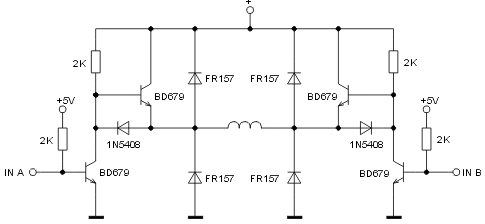 +
2K
2K
FR157
FR157
BD679
BD679
+5V
+5V
2K
2K
1N5408
1N5408
IN A
BD679
FR157
FR157
BD679
IN B